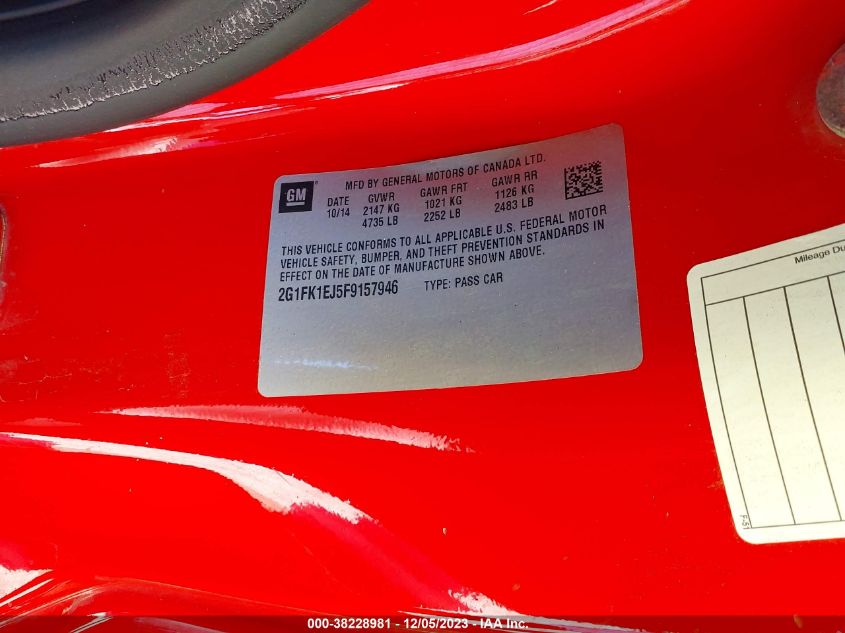 GM
MFD BY GENERAL MOTORS OF CANADA LTD.
DATE GVWR GAWR FRT GAWR RR
10/14 2147 KG 1021 KG 1126 KG
4735 LB 2252 LB 2483 LB
THIS VEHICLE CONFORMS TO ALL APPLICABLE U.S. FEDERAL MOTOR
VEHICLE SAFETY, BUMPER, AND THEFT PREVENTION STANDARDS IN
EFFECT ON THE DATE OF MANUFACTURE SHOWN ABOVE.
2G1FK1EJ5F9157946 TYPE: PASS CAR
Mileage Du
F-51
000-38228981 - 12/05/2023 - IAA Inc.